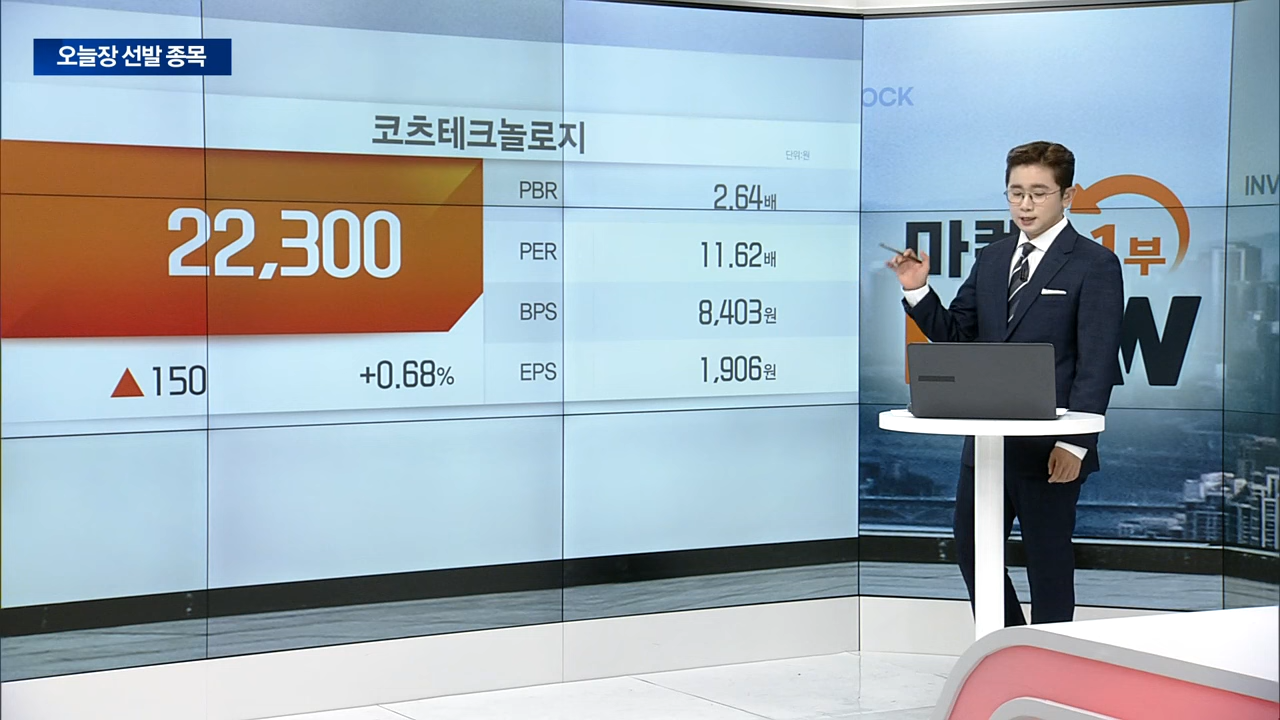 오늘장 선발 종목
코츠테크놀로지
단위:원
22,300
▲150 +0.68%
PBR 2.64배
PER 11.62배
BPS 8,403원
EPS 1,906원
OCK
INV
1부
W